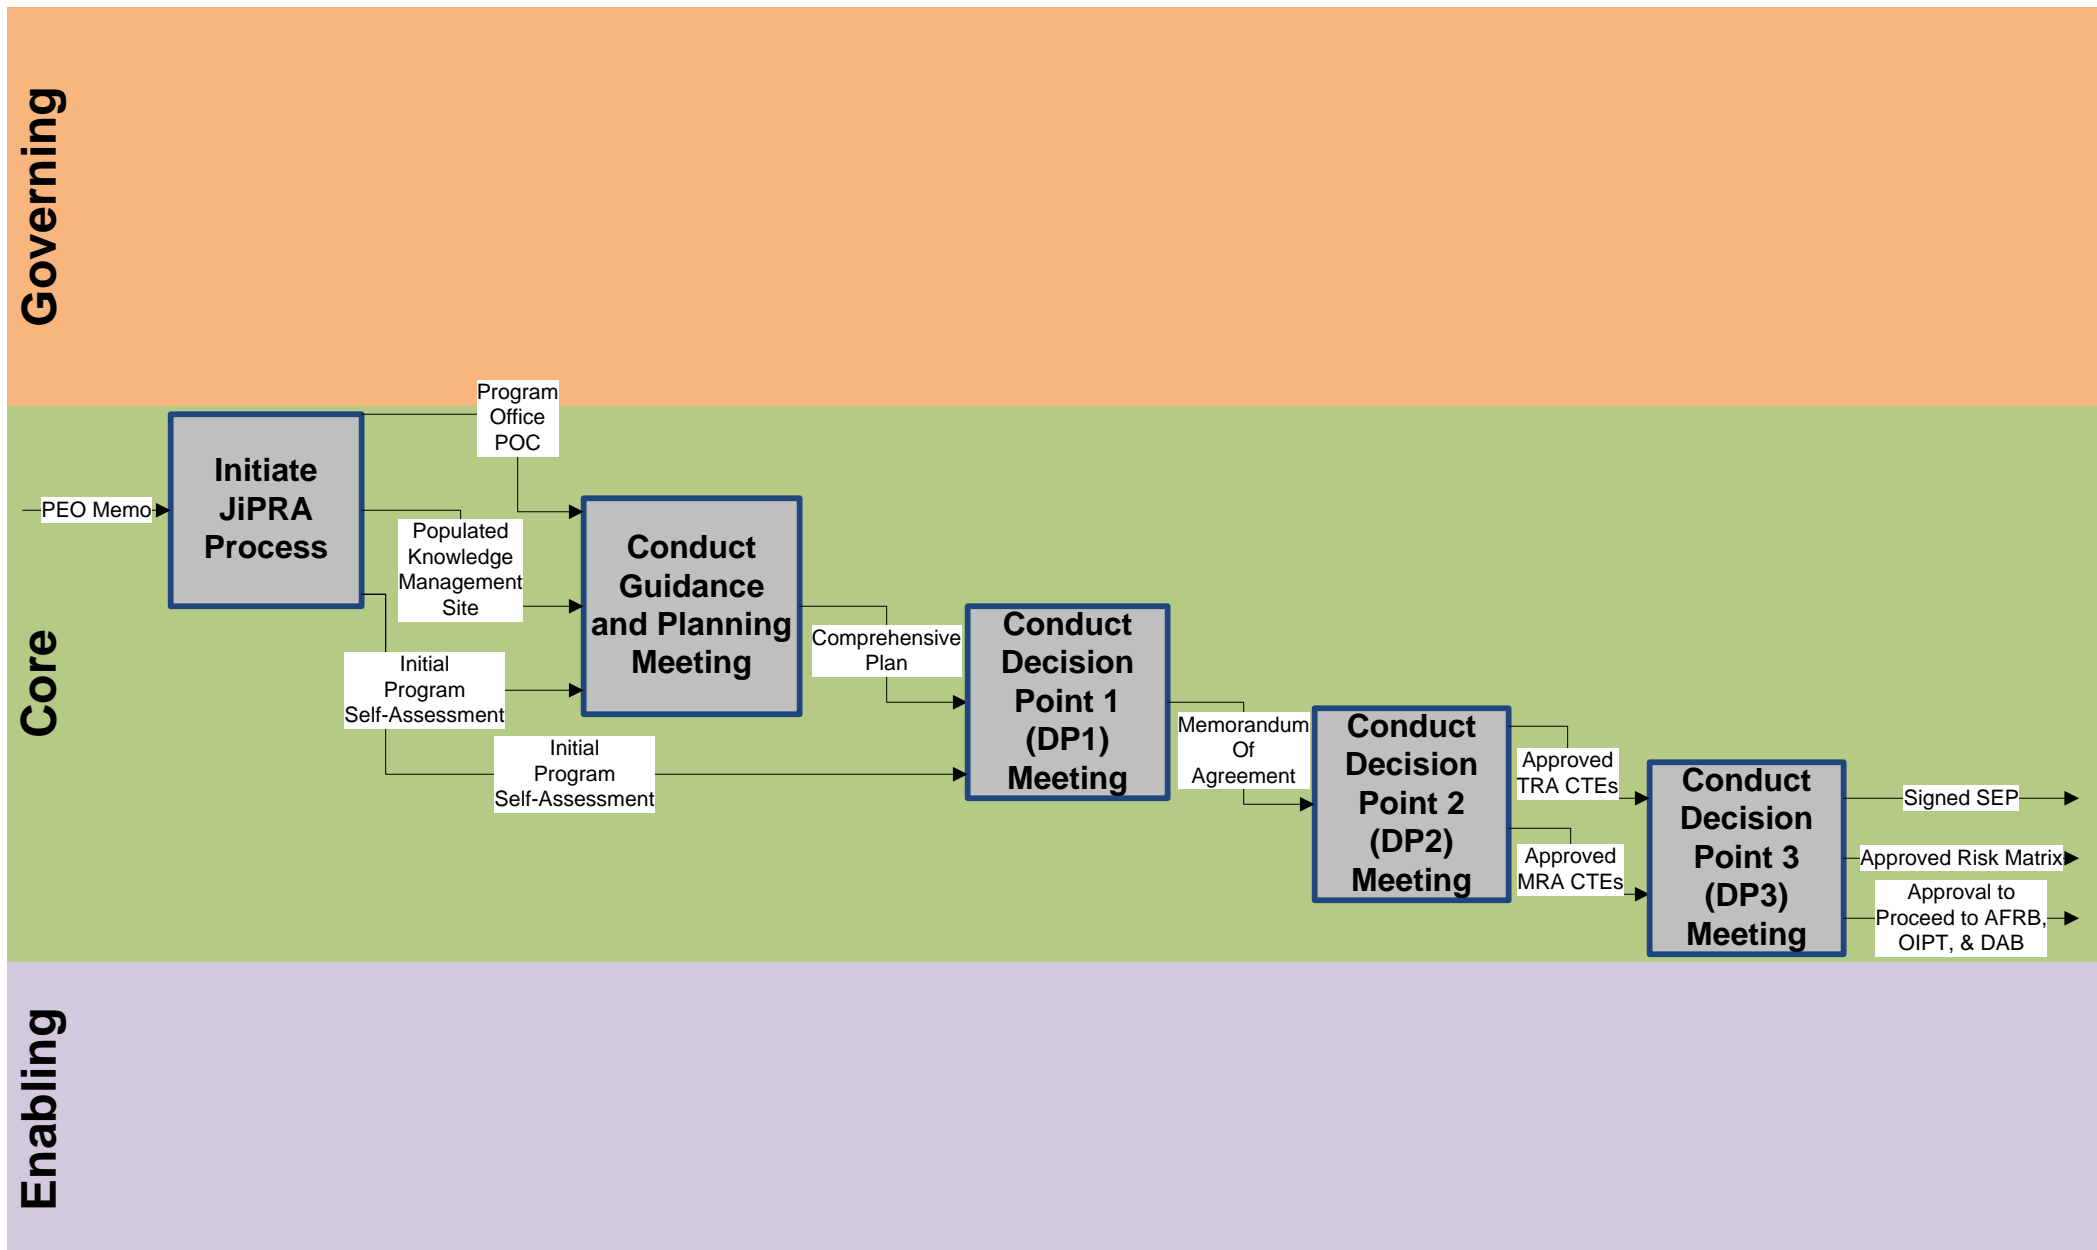 Governing
Core
Enabling
PEO Memo
Initiate
JiPRA
Process
Program
Office
POC
Populated
Knowledge
Management
Site
Initial
Program
Self-Assessment
Initial
Program
Self-Assessment
Conduct
Guidance
and Planning
Meeting
Comprehensive
Plan
Conduct
Decision
Point 1
(DP1)
Meeting
Memorandum
Of
Agreement
Conduct
Decision
Point 2
(DP2)
Meeting
Approved
TRA CTEs
Approved
MRA CTEs
Conduct
Decision
Point 3
(DP3)
Meeting
Signed SEP
Approved Risk Matrix
Approval to
Proceed to AFRB,
OIPT, & DAB